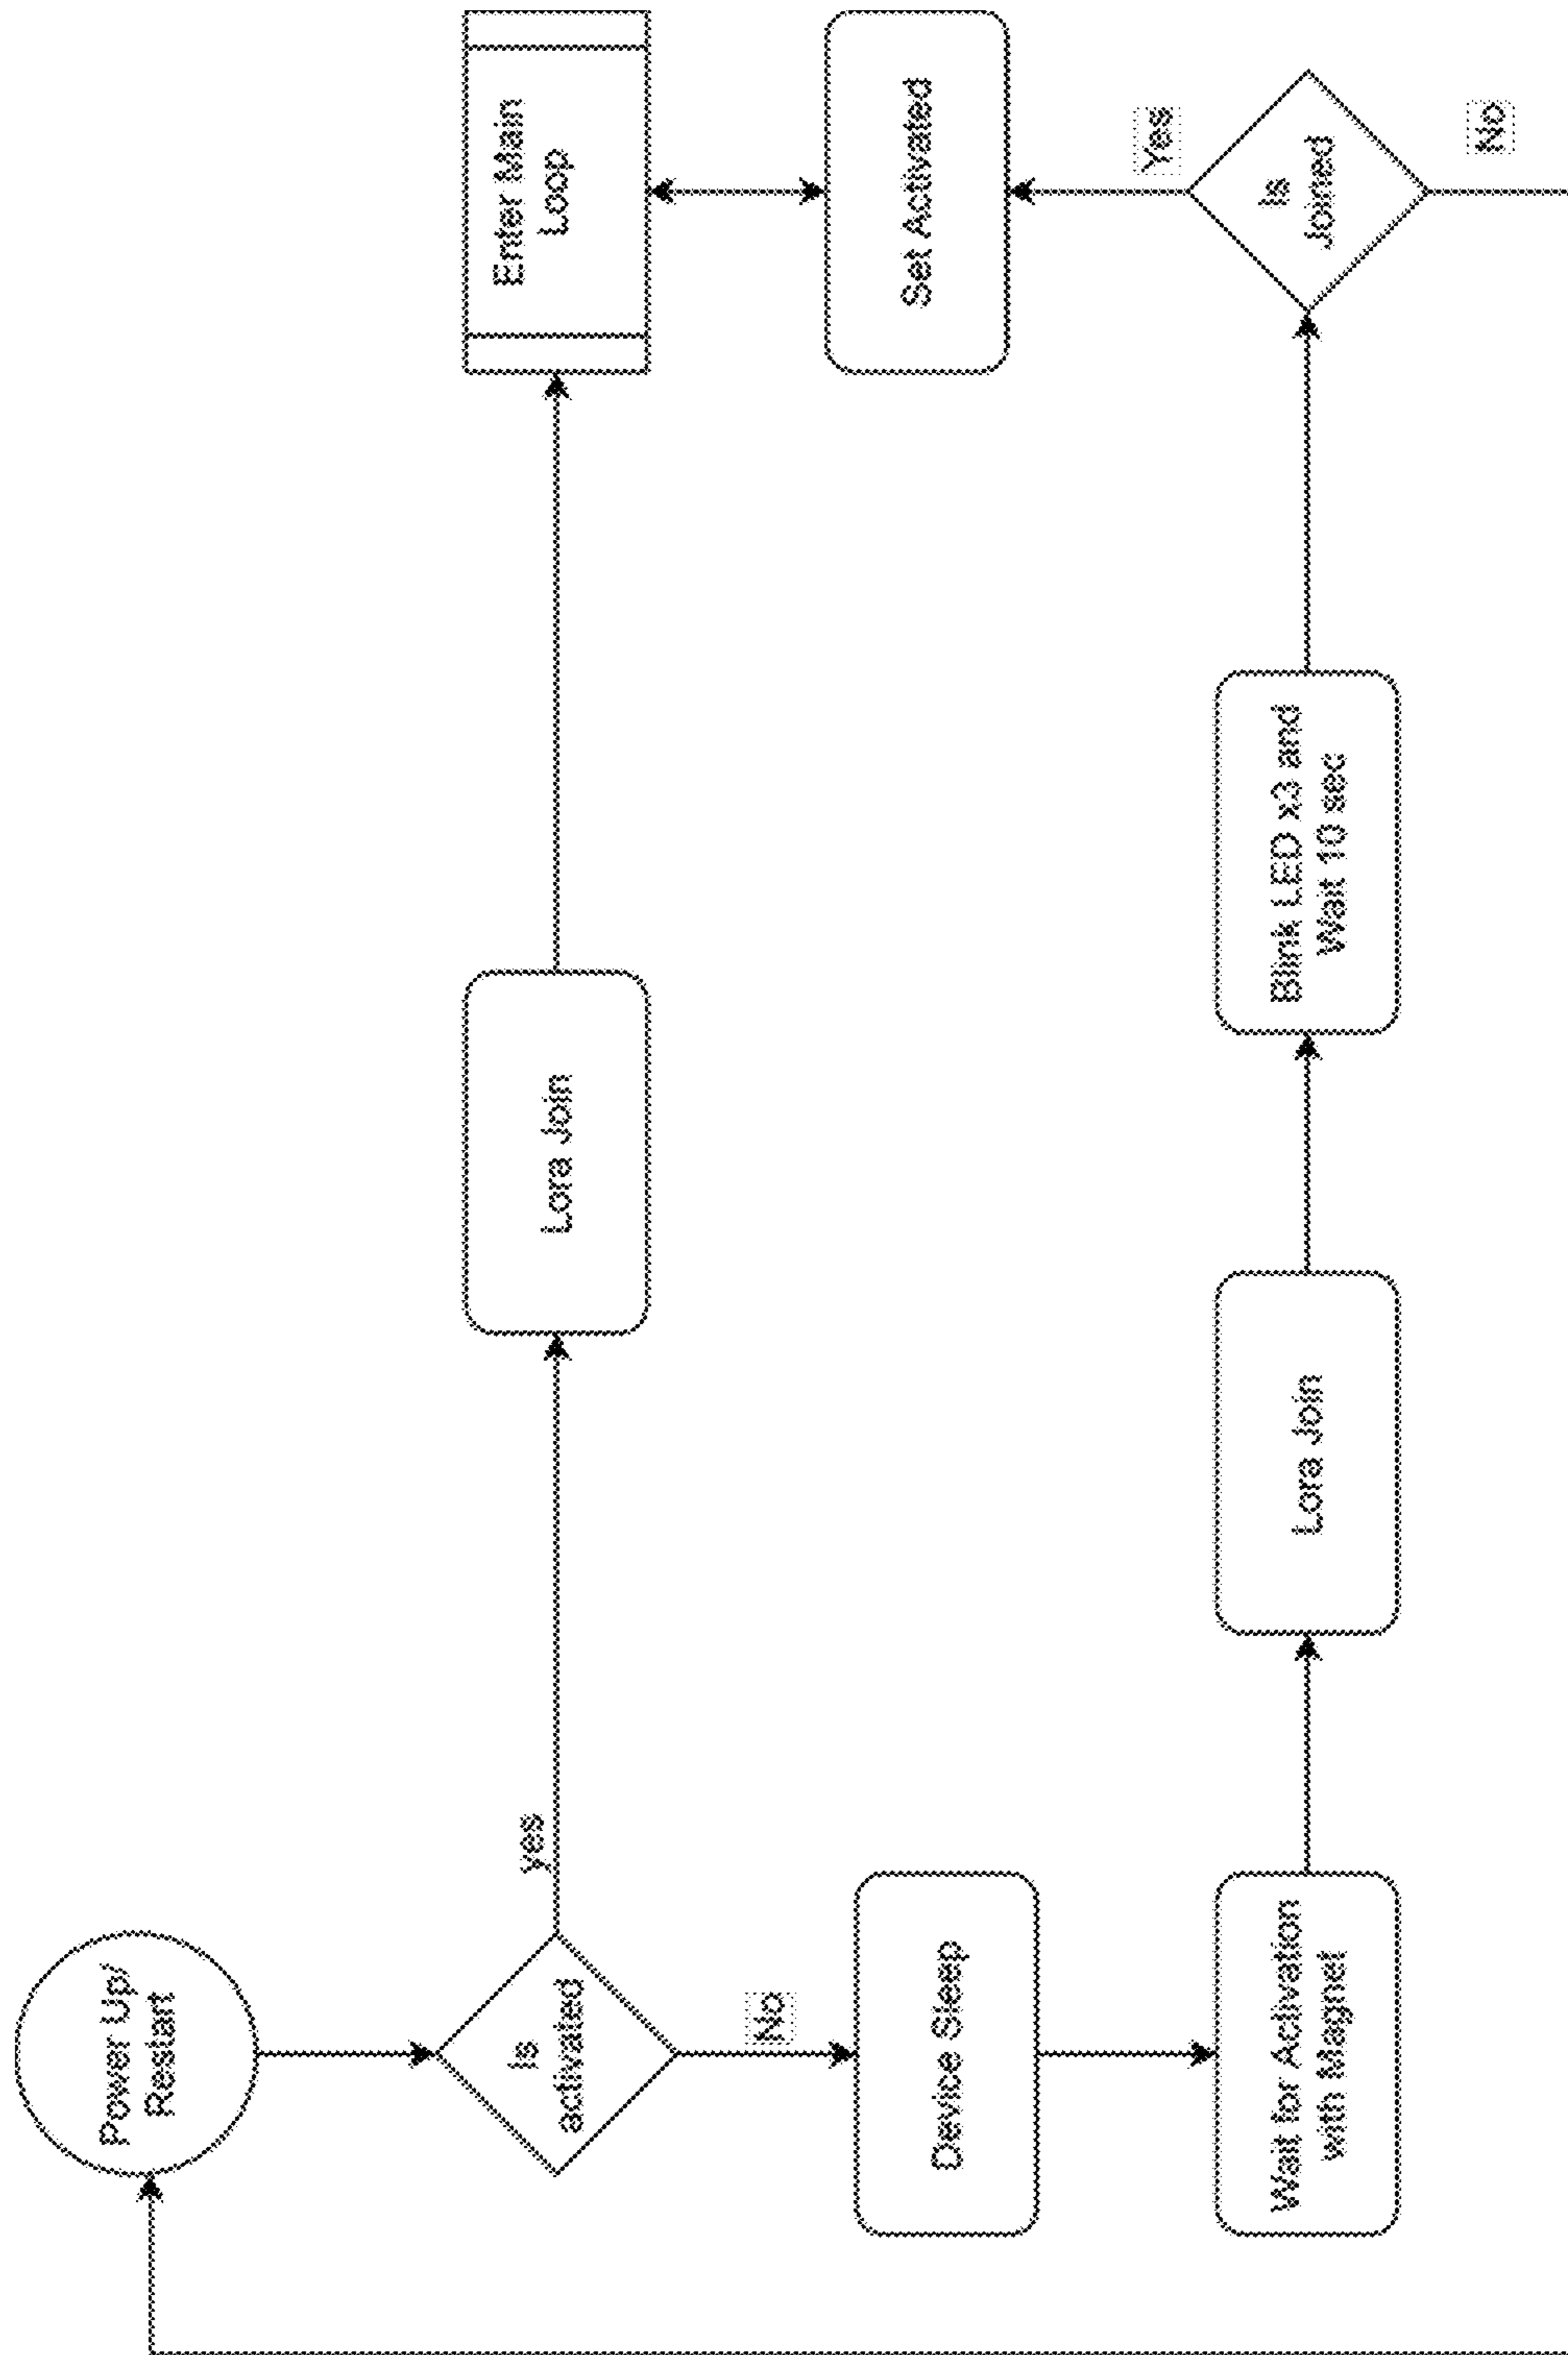 Power Up/
Restart
Is
activated
yes
Lora Join
Enter Main
Loop
No
Device Sleep
Wait for Activation
with Magnet
Lora Join
Blink LED x3 and
Wait 10 sec
Is
Joined
Yes
Set Activated
No